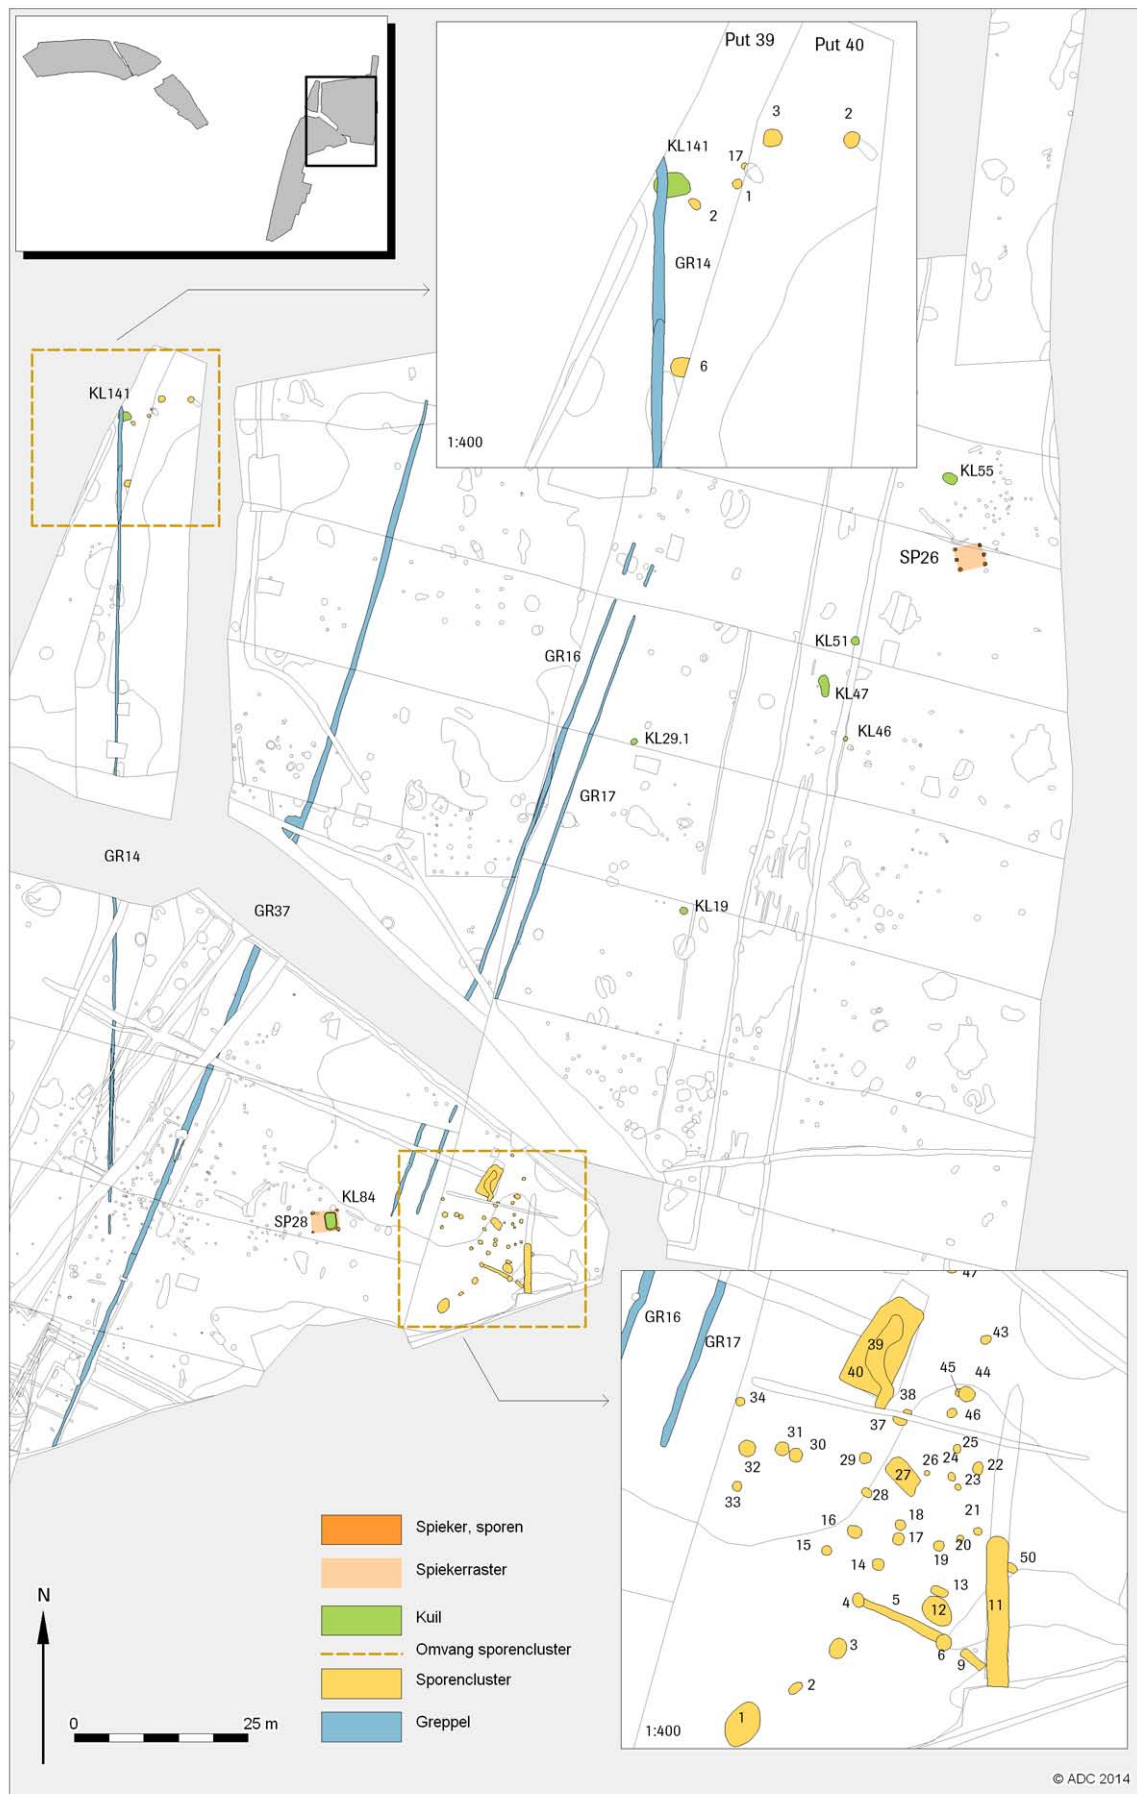 Put 39
Put 40
3
2
KL141
17
1
2
GR14
6
1:400
KL141
KL55
SP26
KL51
GR16
KL47
KL46
KL29.1
GR17
GR14
KL19
GR37
KL84
SP28
47
GR16
GR17
43
39
40
45
44
34
38
46
37
31
30
25
32
29
26
24
22
27
23
33
28
18
21
16
17
15
20
19
50
14
13
4
5
12
11
3
6
9
2
1
1:400
Spieker, sporen
Spiekerraster
Kuil
Omvang sporencluster
Sporencluster
Greppel
N
0
25 m
© ADC 2014